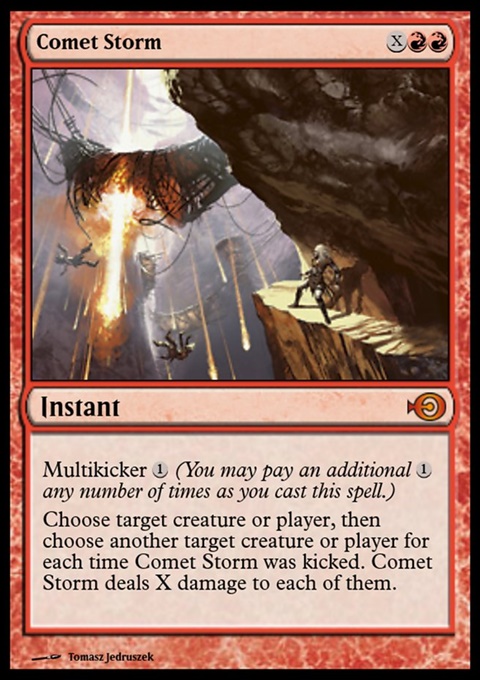 Comet Storm X
Instant
Multikicker 1 (You may pay an additional 1
any number of times as you cast this spell.)
Choose target creature or player, then
choose another target creature or player for
each time Comet Storm was kicked. Comet
Storm deals X damage to each of them.
Tomasz Jedruszek